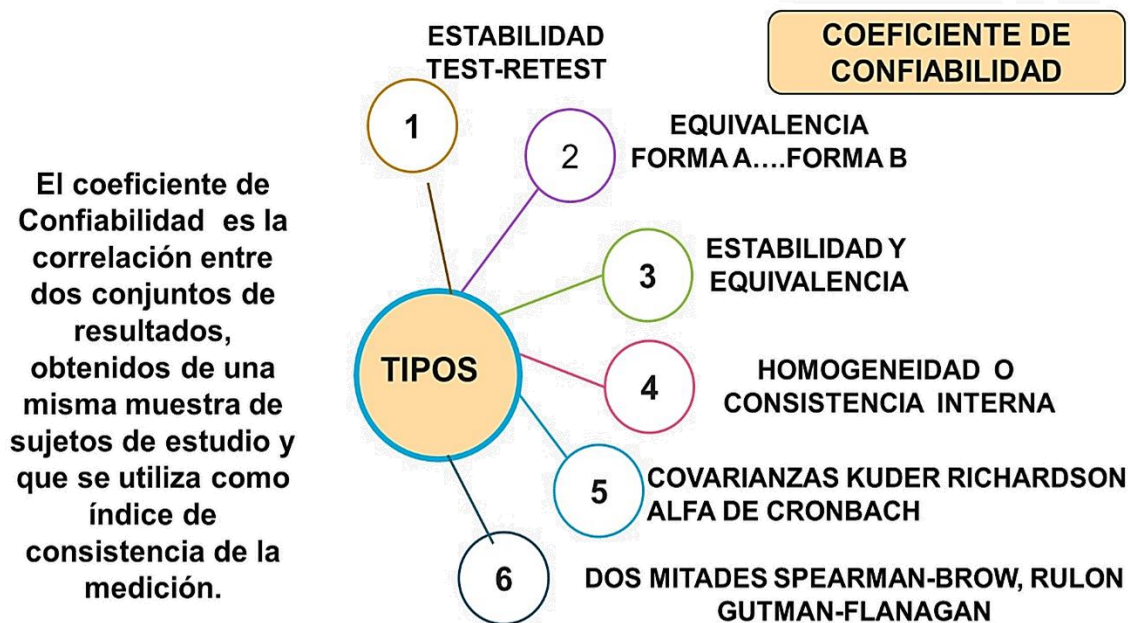 COEFICIENTE DE
CONFIABILIDAD
El coeficiente de
Confiabilidad es la
correlación entre
dos conjuntos de
resultados,
obtenidos de una
misma muestra de
sujetos de estudio y
que se utiliza como
índice de
consistencia de la
medición.
TIPOS
1
ESTABILIDAD
TEST-RETEST
2
EQUIVALENCIA
FORMA A....FORMA B
3
ESTABILIDAD Y
EQUIVALENCIA
4
HOMOGENEIDAD O
CONSISTENCIA INTERNA
5
COVARIANZAS KUDER RICHARDSON
ALFA DE CRONBACH
6
DOS MITADES SPEARMAN-BROW, RULON
GUTMAN-FLANAGAN